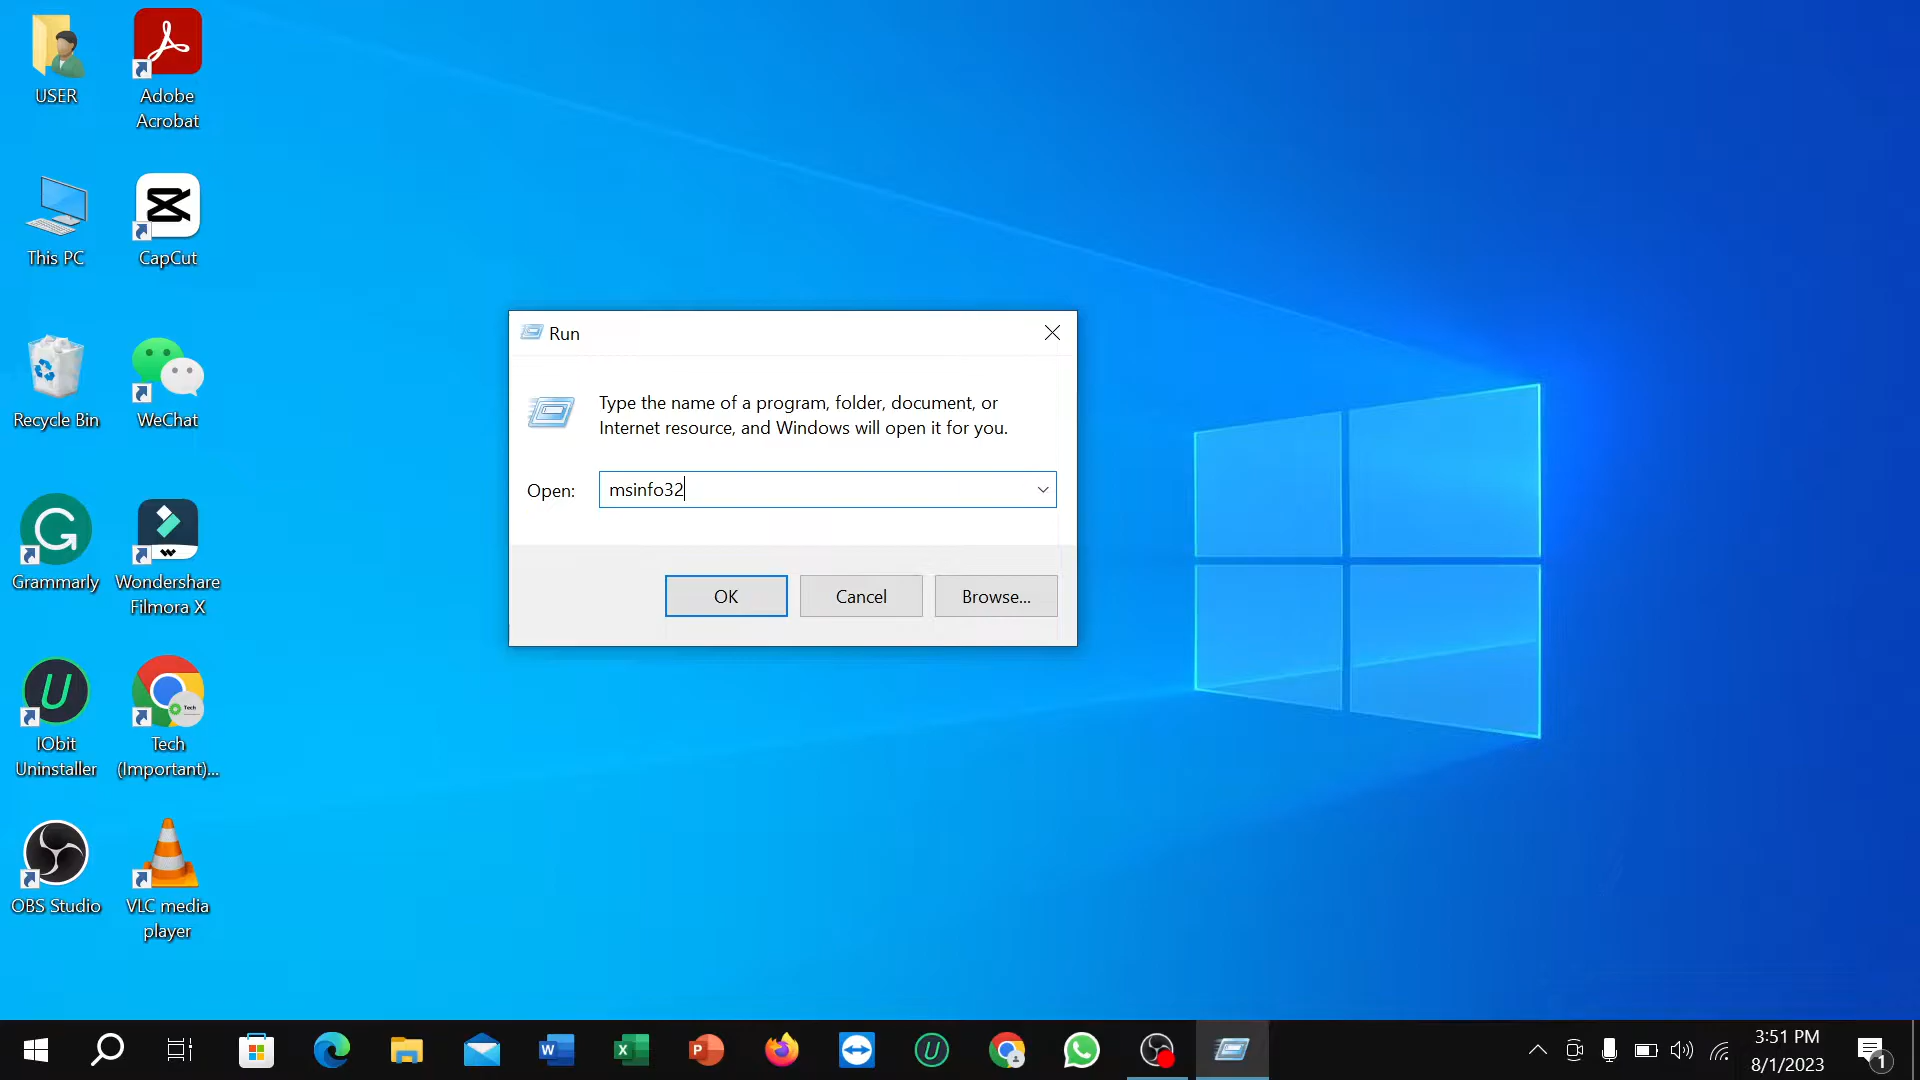 USER
Adobe
Acrobat
This PC
CapCut
Recycle Bin
WeChat
Grammarly
Wondershare
Filmora X
IObit
Uninstaller
Tech
Tech
(Important)...
OBS Studio
VLC media
player
Run
Type the name of a program, folder, document, or
Internet resource, and Windows will open it for you.
Open:
msinfo32
OK
Cancel
Browse...
3:51 PM
8/1/2023
1